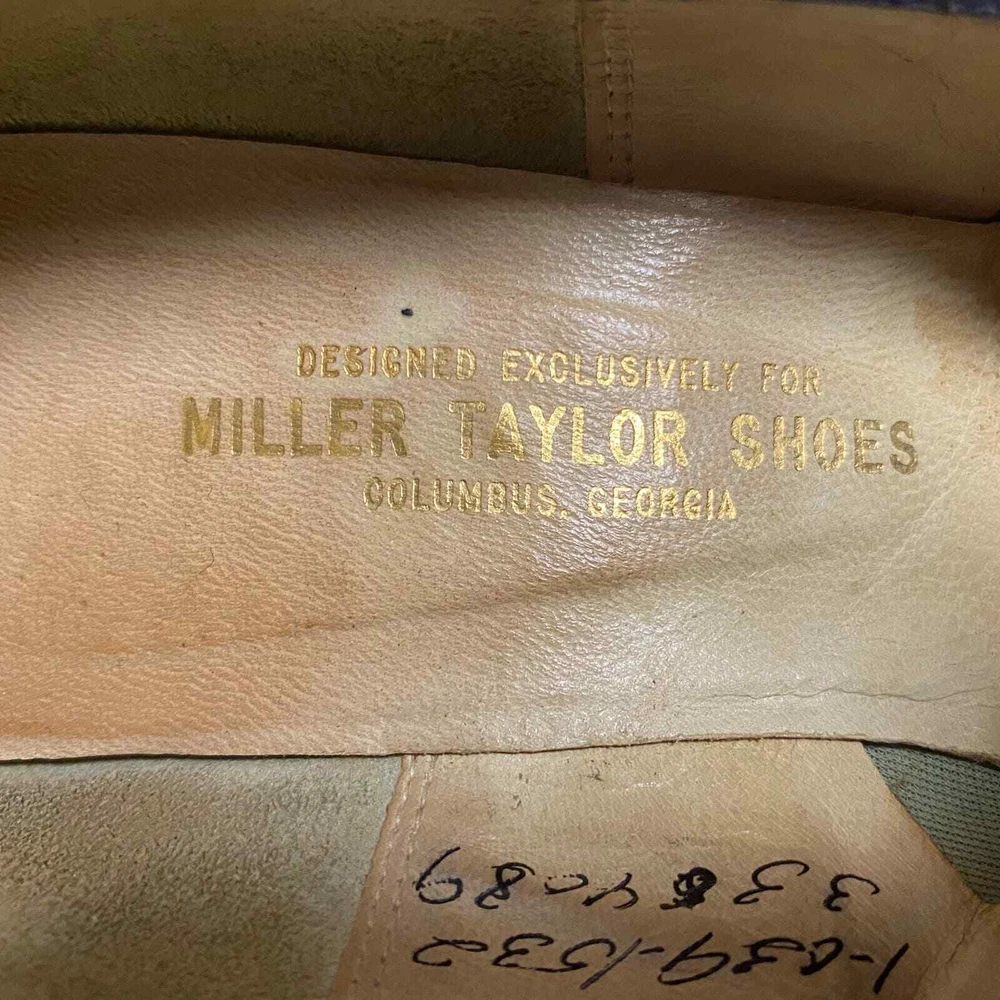 DESIGNED EXCLUSIVELY FOR
MILLER TAYLOR SHOES
COLUMBUS, GEORGIA